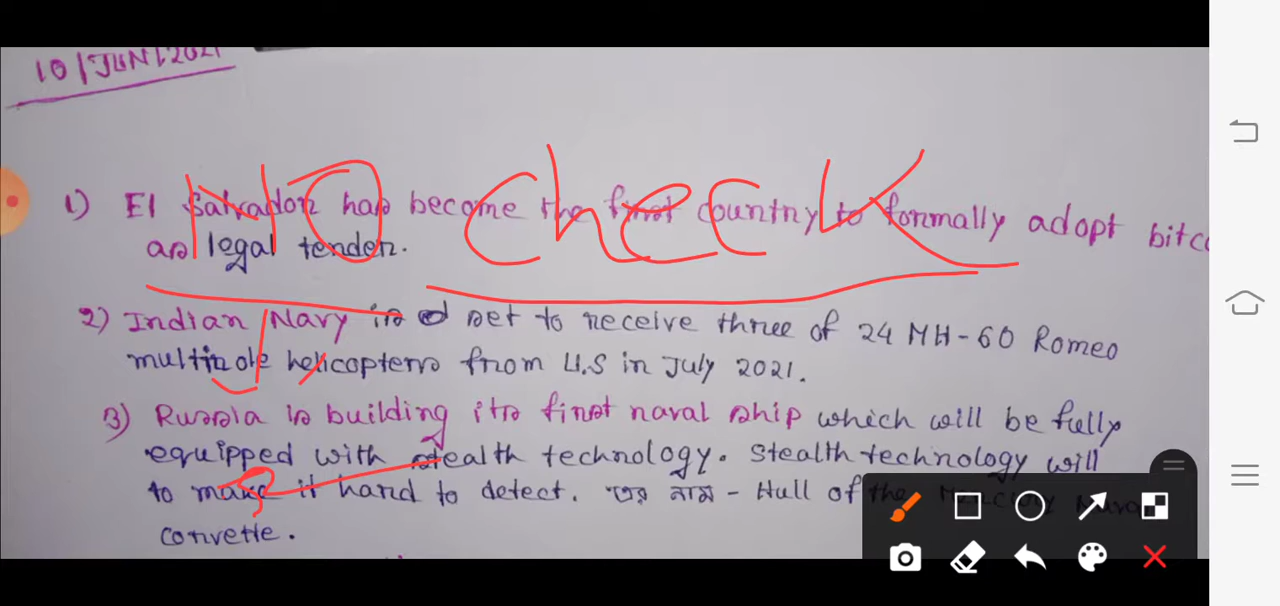 10/JUN/2021
1) El Salvador has become the first country to formally adopt bitco
as legal tender.
NO CheCK
2) Indian Navy is set to receive three of 24 MH-60 Romeo
multirole helicopters from U.S in July 2021.
3) Russia is building its first naval ship which will be fully
equipped with stealth technology. Stealth technology will
to make it hard to detect. তার নাম - Hull of the
corvette.